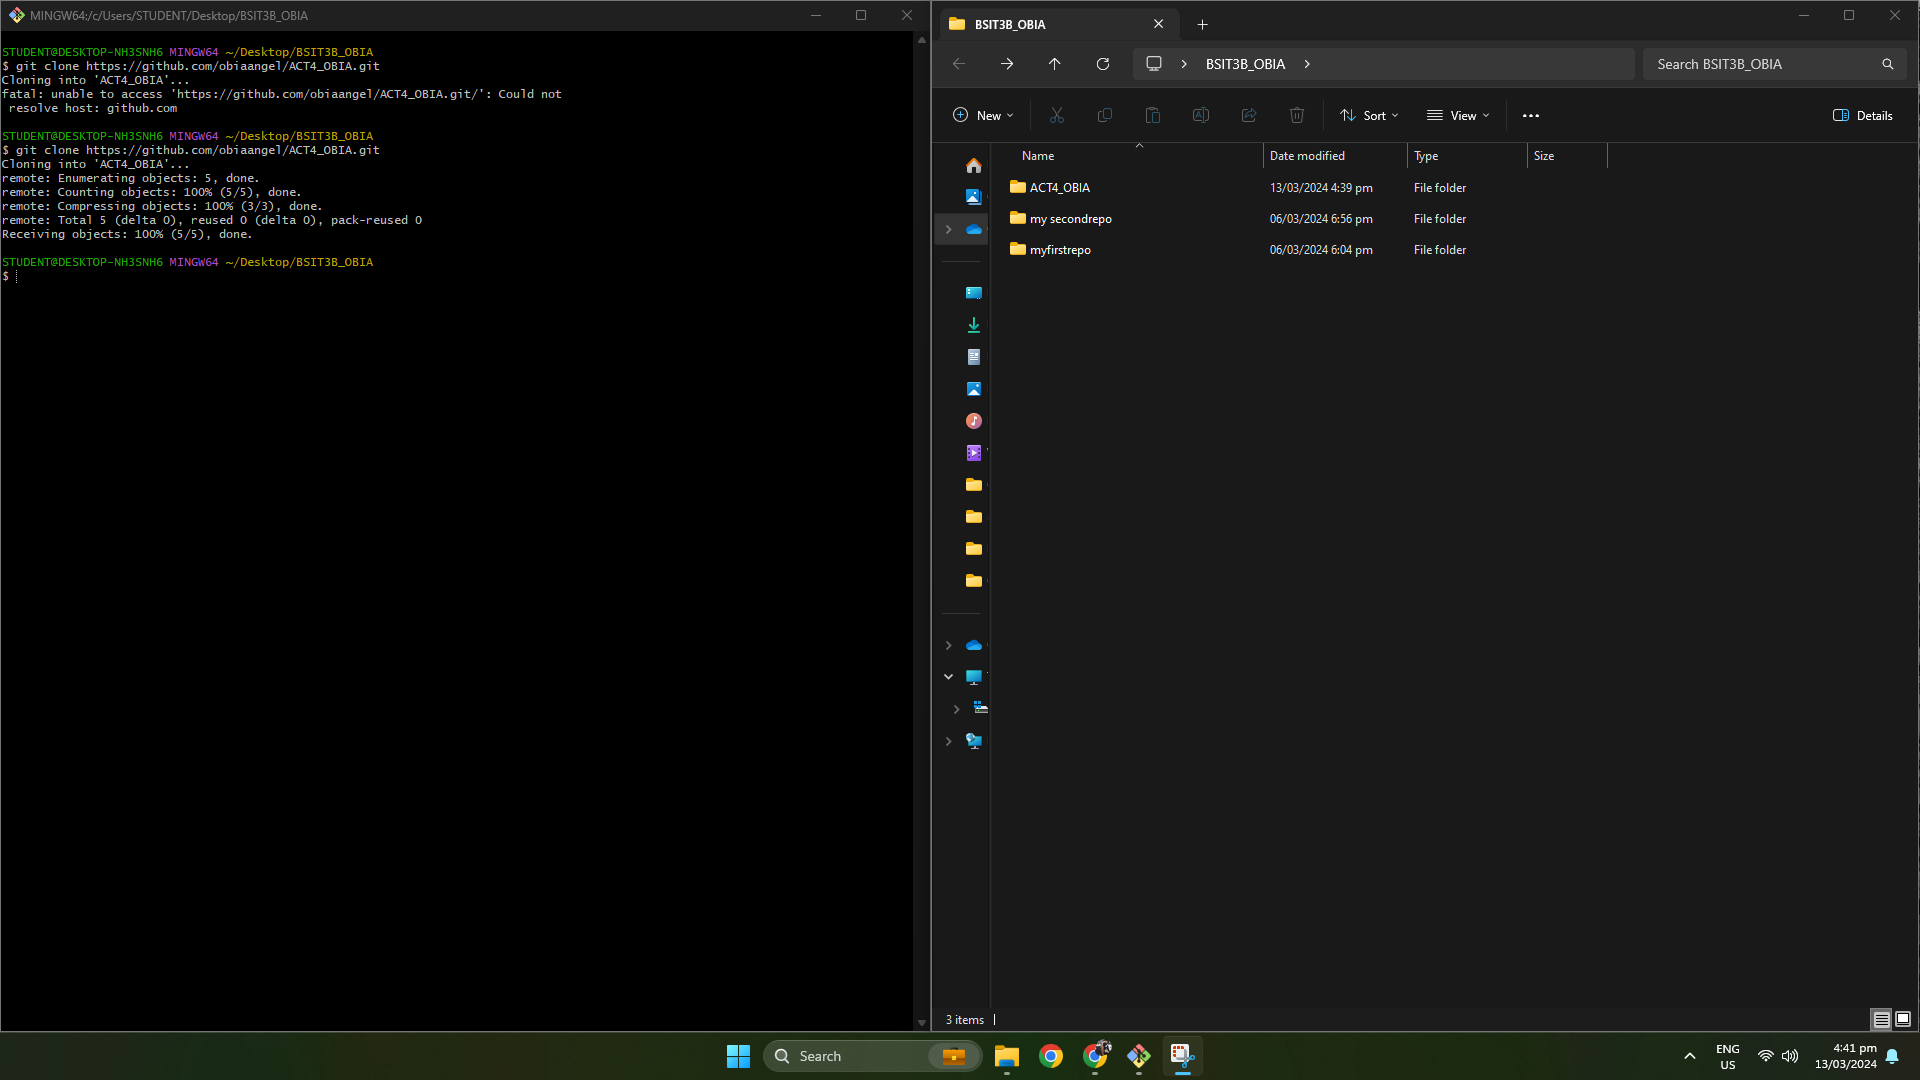 MINGW64:/c/Users/STUDENT/Desktop/BSIT3B_OBIA
STUDENT@DESKTOP-NH3SNH6 MINGW64 ~/Desktop/BSIT3B_OBIA
$ git clone https://github.com/obiaangel/ACT4_OBIA.git
Cloning into 'ACT4_OBIA'...
fatal: unable to access 'https://github.com/obiaangel/ACT4_OBIA.git/': Could not
 resolve host: github.com
STUDENT@DESKTOP-NH3SNH6 MINGW64 ~/Desktop/BSIT3B_OBIA
$ git clone https://github.com/obiaangel/ACT4_OBIA.git
Cloning into 'ACT4_OBIA'...
remote: Enumerating objects: 5, done.
remote: Counting objects: 100% (5/5), done.
remote: Compressing objects: 100% (3/3), done.
remote: Total 5 (delta 0), reused 0 (delta 0), pack-reused 0
Receiving objects: 100% (5/5), done.
STUDENT@DESKTOP-NH3SNH6 MINGW64 ~/Desktop/BSIT3B_OBIA
$
BSIT3B_OBIA
BSIT3B_OBIA
Search BSIT3B_OBIA
New Sort View Details
Name Date modified Type Size
ACT4_OBIA 13/03/2024 4:39 pm File folder
my secondrepo 06/03/2024 6:56 pm File folder
myfirstrepo 06/03/2024 6:04 pm File folder
3 items
Search
ENG
US
4:41 pm
13/03/2024